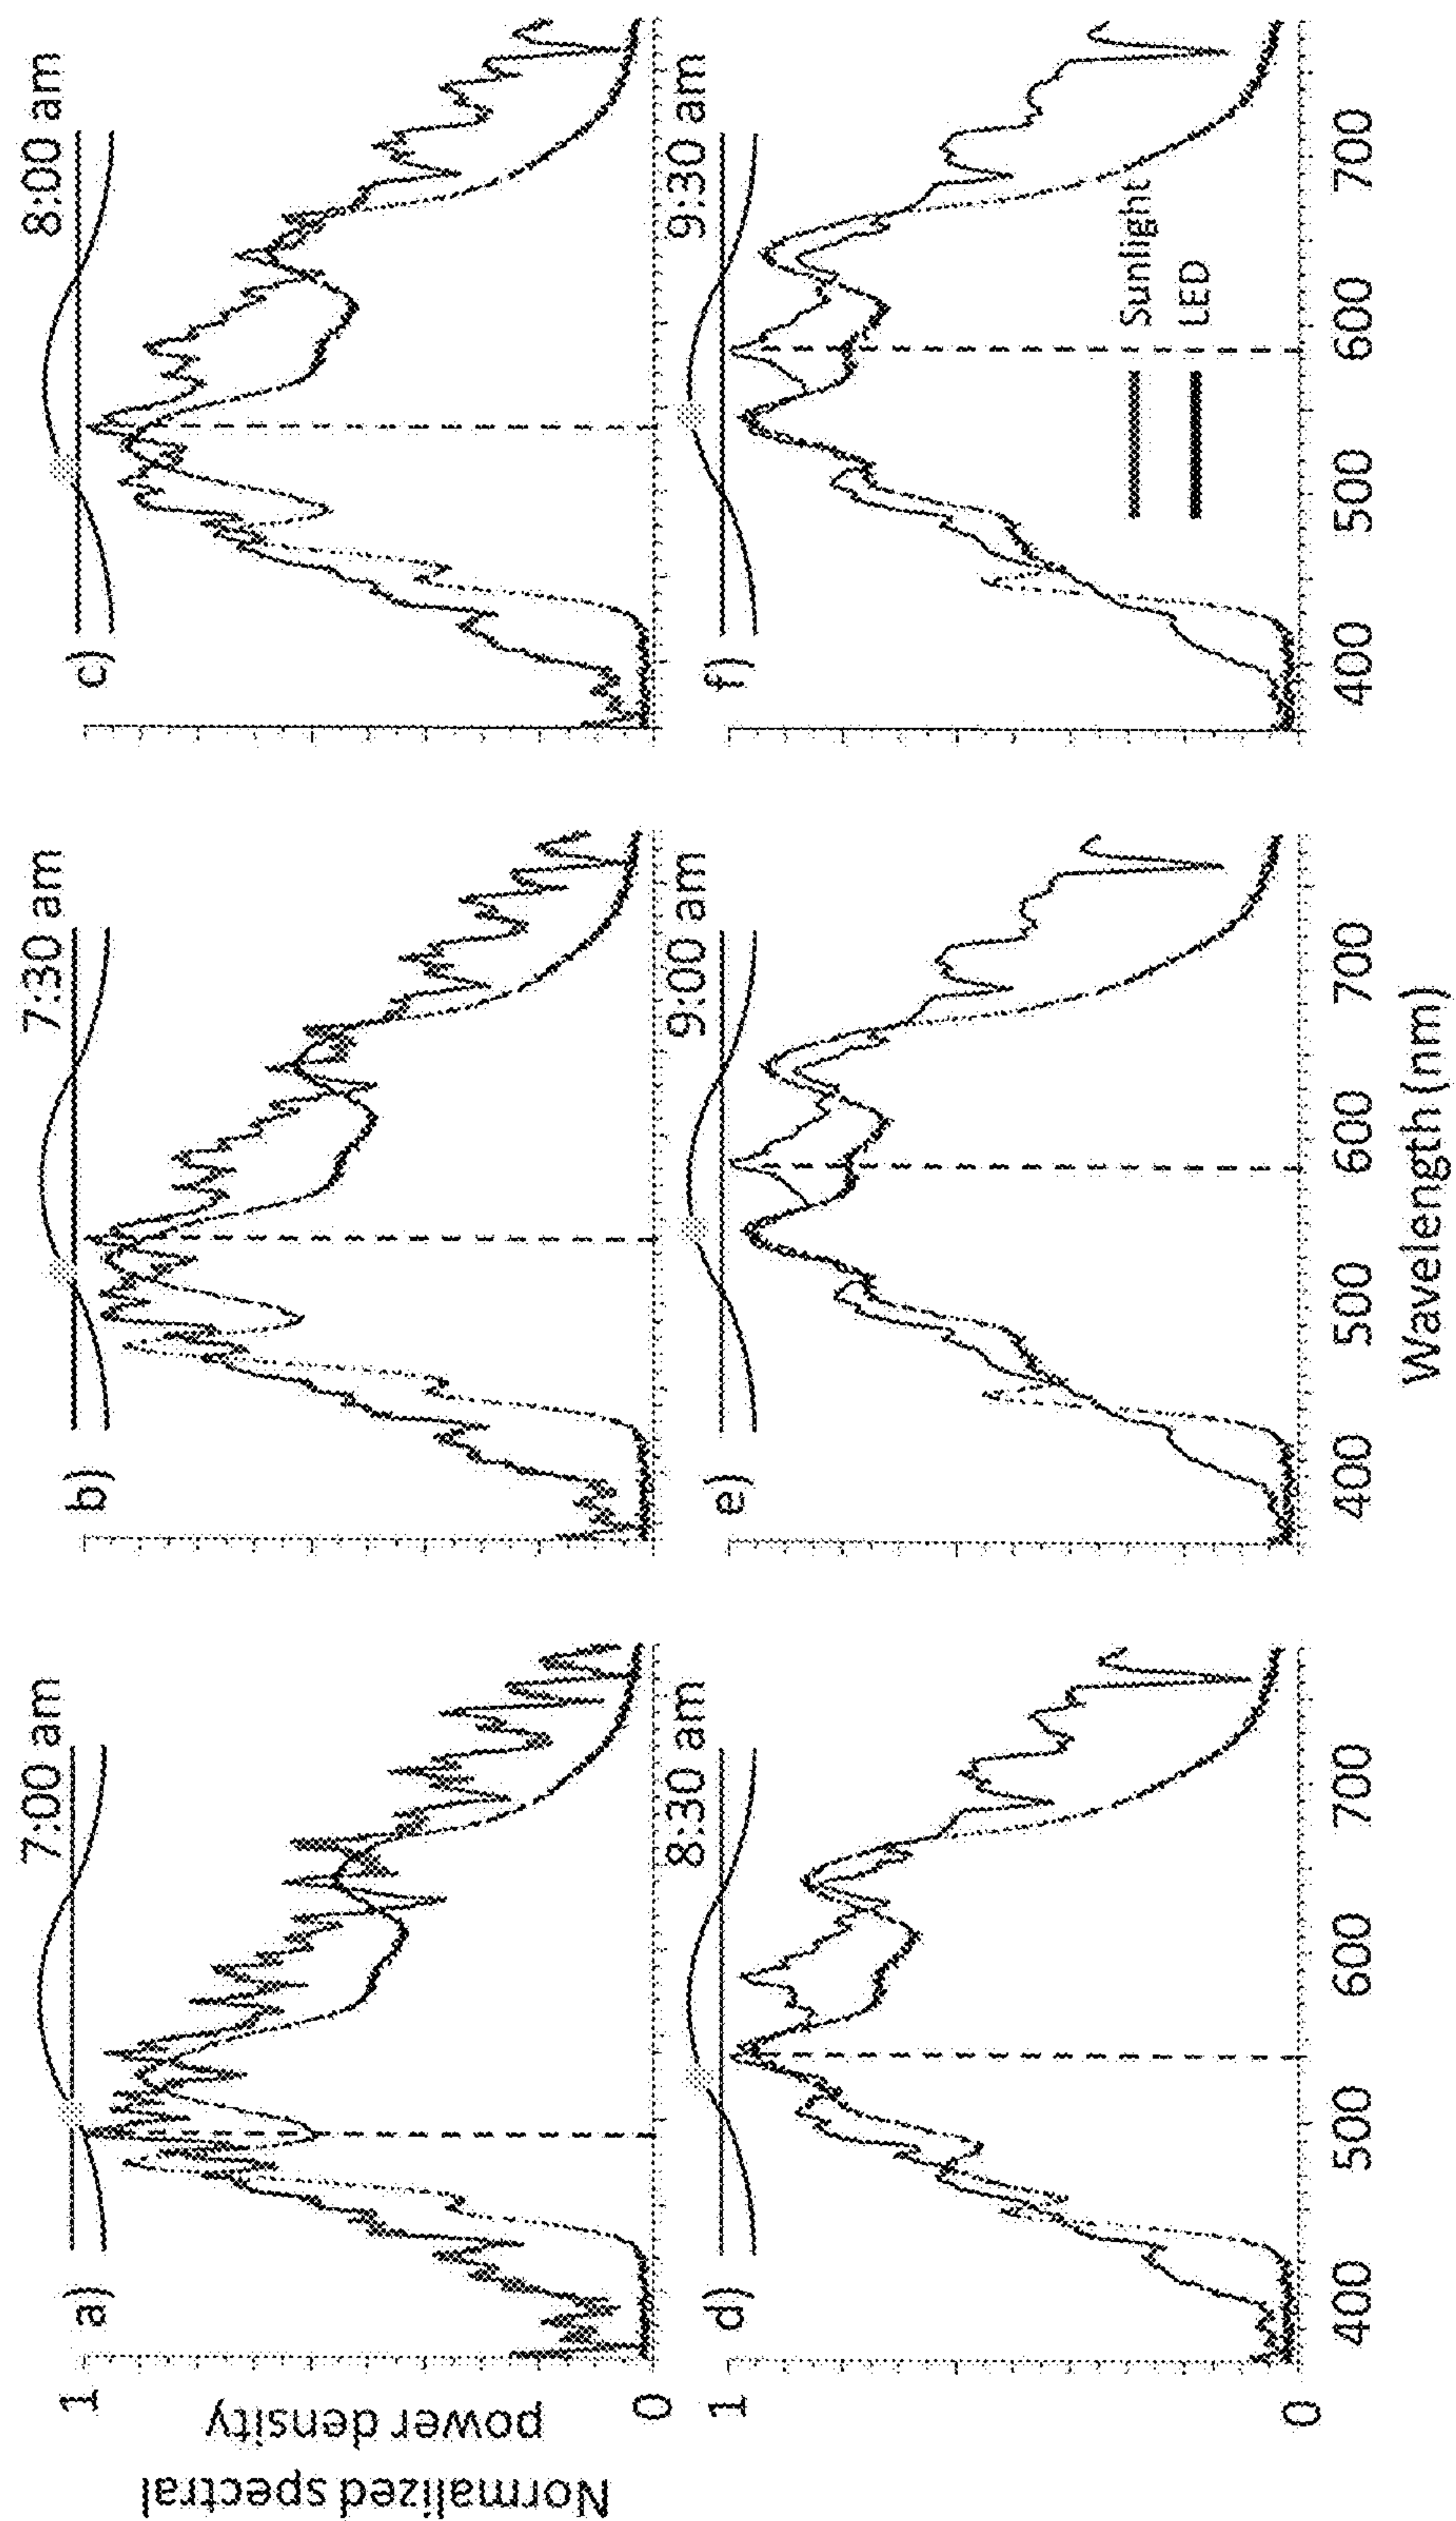 Normalized spectral
power density
1
0
a)
7:00 am
b)
7:30 am
c)
8:00 am
1
0
d)
8:30 am
e)
9:00 am
f)
9:30 am
Sunlight
LED
400 500 600 700
400 500 600 700
400 500 600 700
Wavelength (nm)